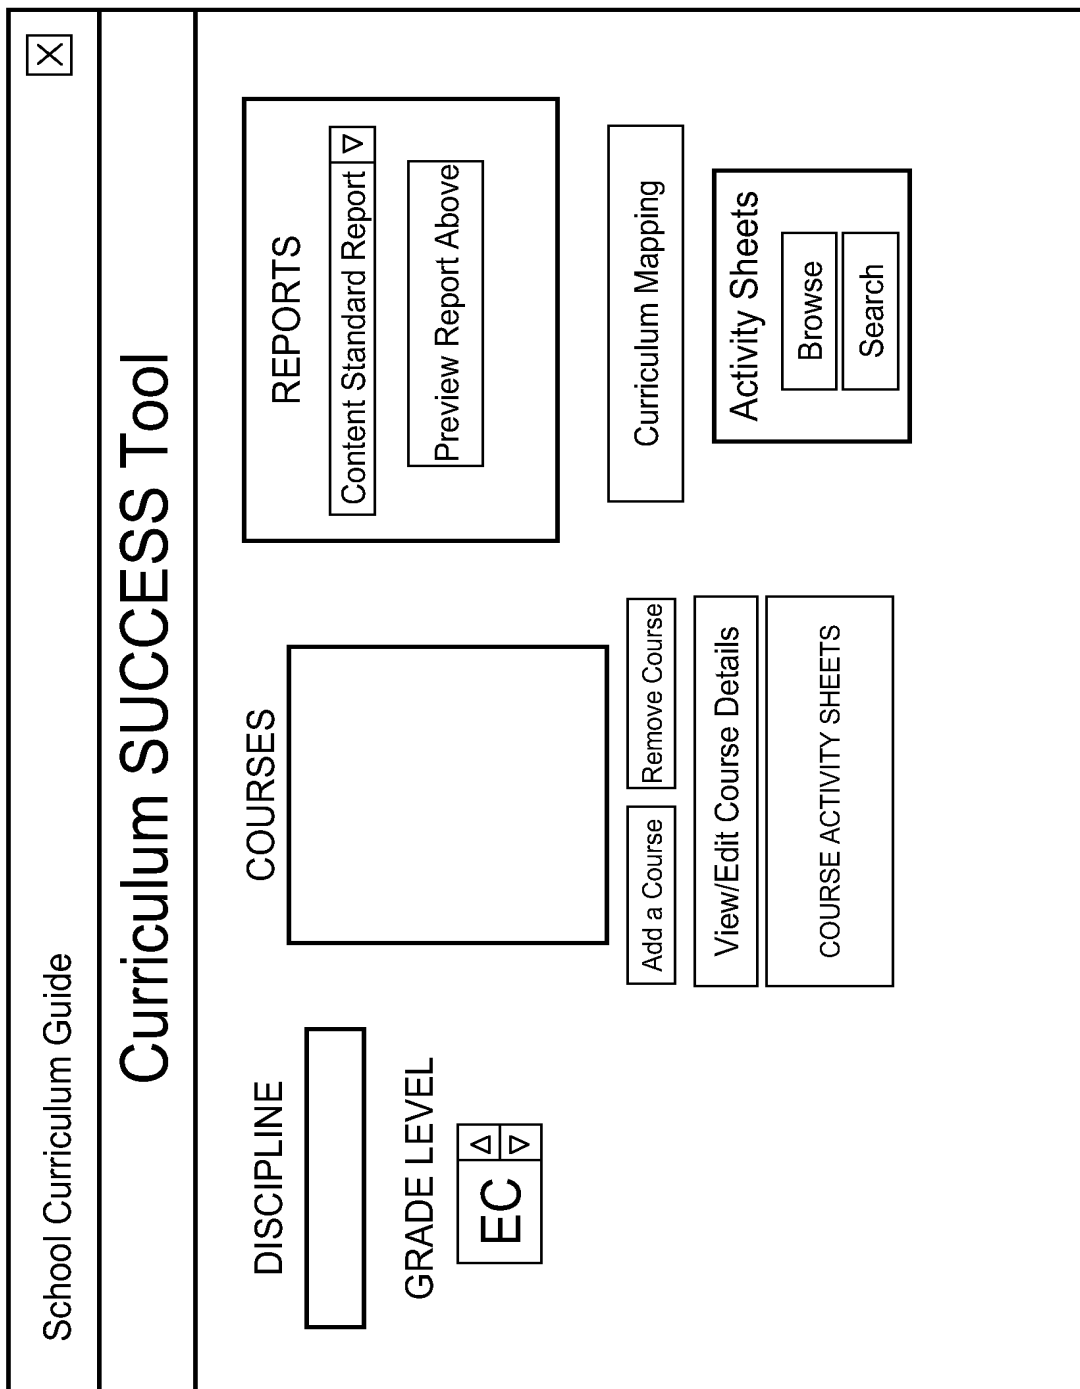 School Curriculum Guide
X
Curriculum SUCCESS Tool
DISCIPLINE
GRADE LEVEL
EC
COURSES
Add a Course
Remove Course
View/Edit Course Details
COURSE ACTIVITY SHEETS
REPORTS
Content Standard Report
Preview Report Above
Curriculum Mapping
Activity Sheets
Browse
Search